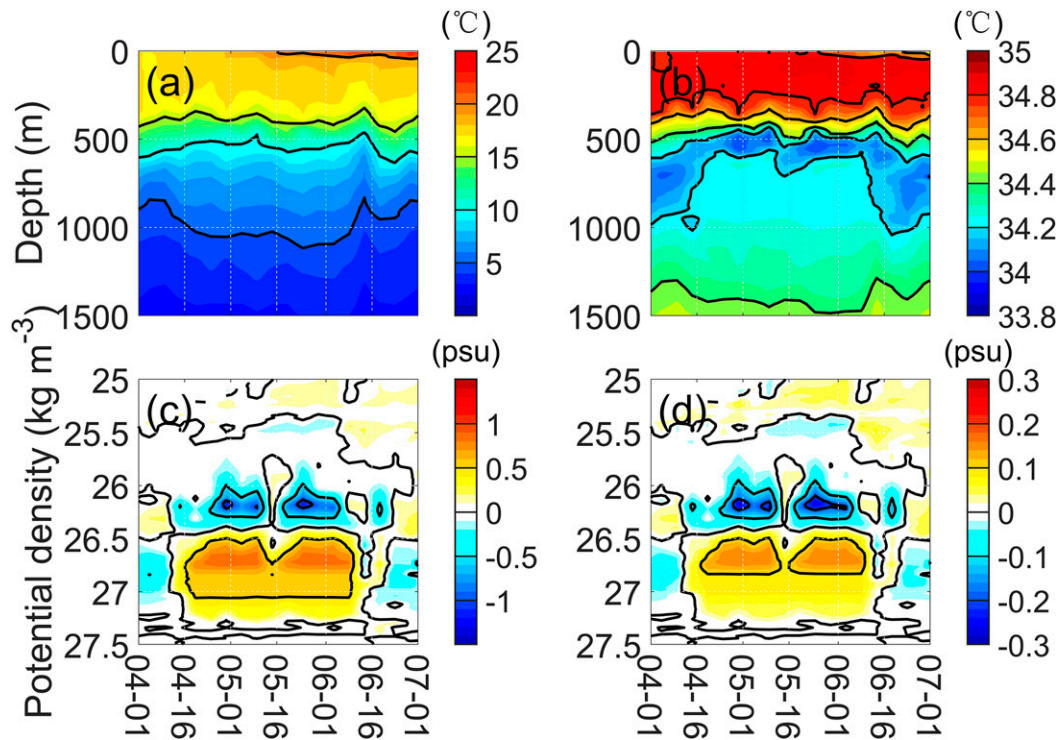 (℃) (℃)
0 (a) 25 (b) 35
20 34.8
500 34.6
15 34.4
10 34.2
1000 34
5 33.8
1500 1500
Depth (m)
(psu) (psu)
25 (c) 25 (d) 0.3
1 0.2
25.5 25.5
0.5 0.1
26 26
0 0
26.5 26.5
-0.5 -0.1
27 27
-1 -0.2
27.5 27.5 -0.3
Potential density (kg m-3)
04-01 04-16 05-01 05-16 06-01 06-16 07-01
04-01 04-16 05-01 05-16 06-01 06-16 07-01